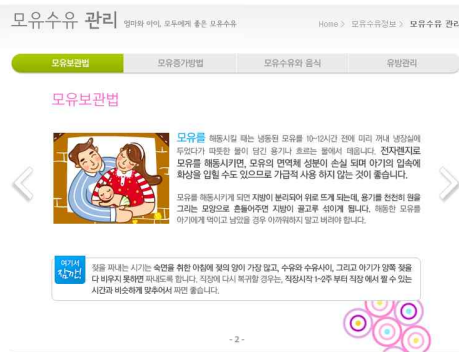 모유수유 관리 엄마와 아이, 모두에게 좋은 모유수유
Home > 모유수유정보 > 모유수유 관리
모유보관법 모유증가방법 모유수유와 음식 유방관리
모유보관법
모유를 해동시킬 때는 냉동된 모유를 10~12시간 전에 미리 꺼내 냉장실에
두었다가 따뜻한 물이 담긴 용기나 흐르는 물에서 데웁니다. 전자렌지로
모유를 해동시키면, 모유의 면역체 성분이 손실 되며 아기의 입속에
화상을 입힐 수도 있으므로 가급적 사용 하지 않는 것이 좋습니다.
모유를 해동시키게 되면 지방이 분리되어 위로 뜨게 되는데, 용기를 천천히 원을
그리는 모양으로 흔들어주면 지방이 골고루 섞이게 됩니다. 해동한 모유를
아기에게 먹이고 남았을 경우 아까워하지 말고 버려야 합니다.
여기서
잠깐!
젖을 짜내는 시기는 숙면을 취한 아침에 젖의 양이 가장 많고, 수유와 수유사이, 그리고 아기가 양쪽 젖을
다 비우지 못하면 짜내도록 합니다. 직장에 다시 복귀할 경우는, 직장시작 1~2주 부터 직장 에서 짤 수 있는
시간과 비슷하게 맞추어서 짜면 좋습니다.
- 2 -